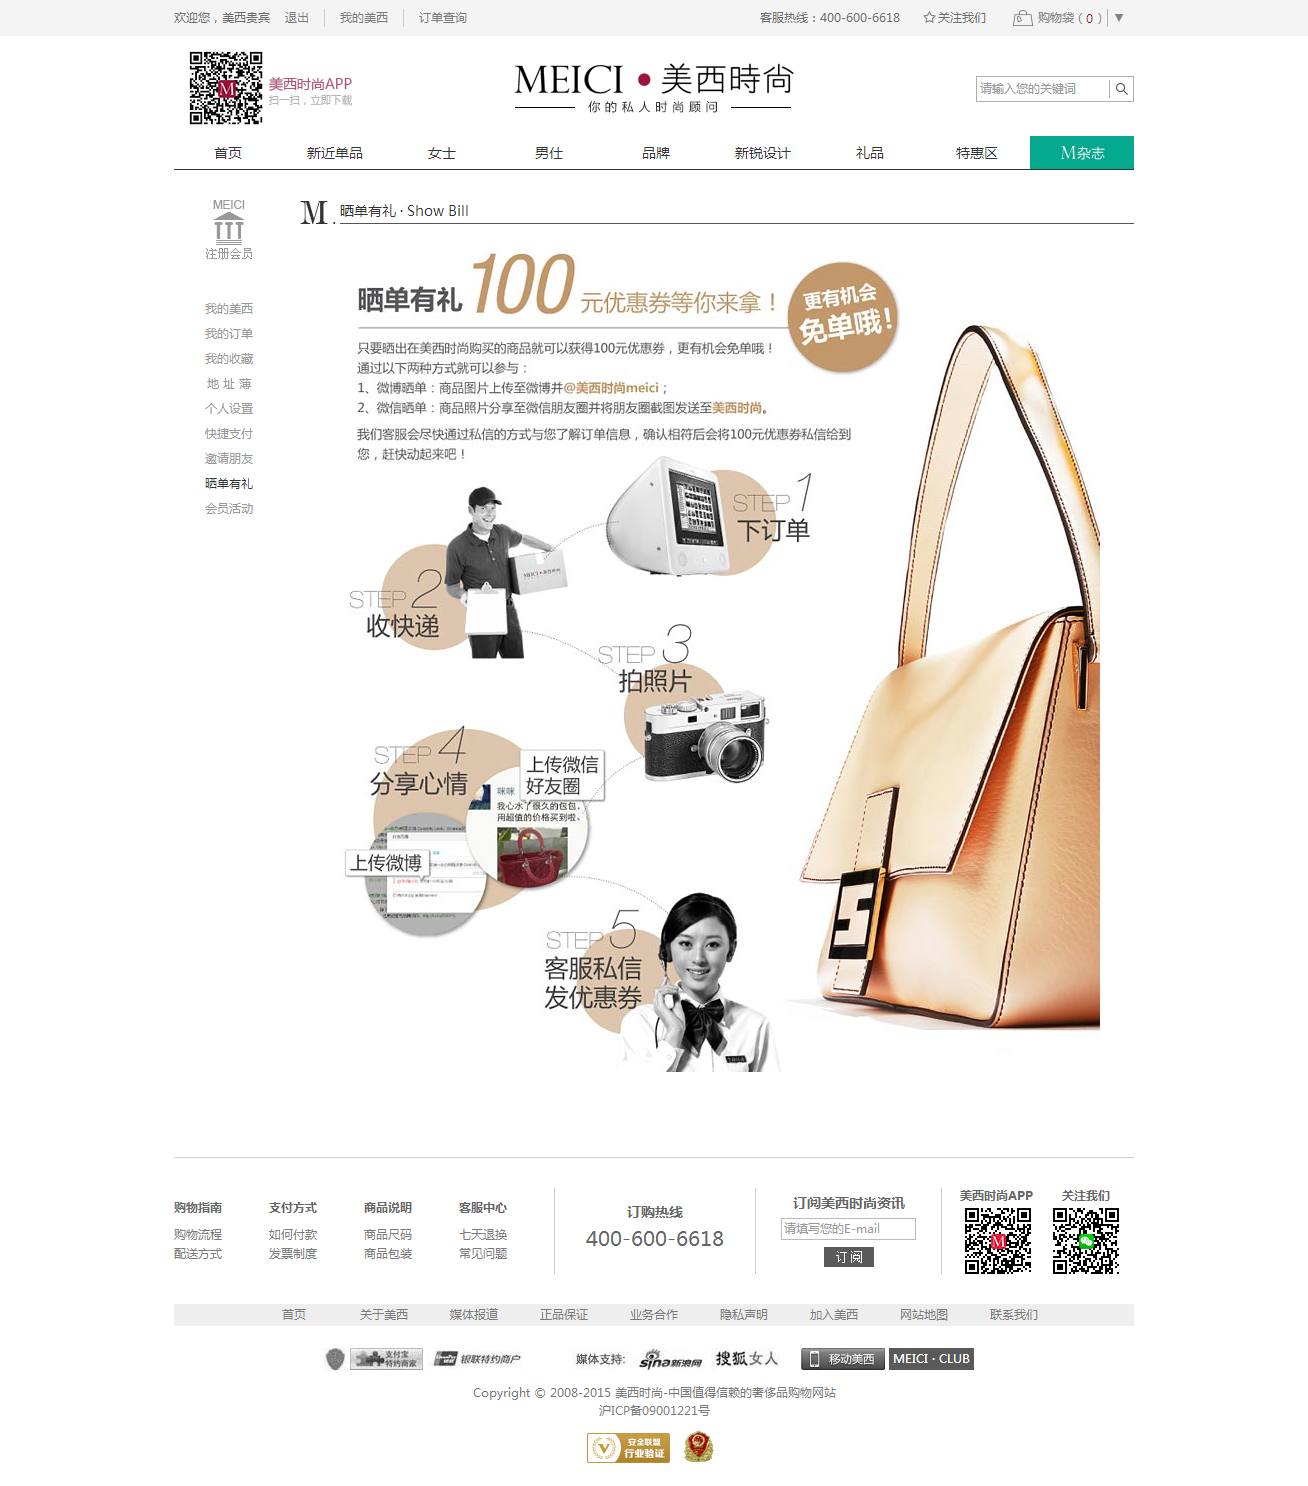 欢迎您，美西贵宾 退出 我的美西 订单查询 客服热线：400-600-6618 关注我们 购物袋（0）▼
美西时尚APP
扫一扫，立即下载
MEICI·美西時尚
你的私人时尚顾问
请输入您的关键词
首页 新近单品 女士 男仕 品牌 新锐设计 礼品 特惠区 M杂志
MEICI
注册会员
M. 晒单有礼 · Show Bill
我的美西
我的订单
我的收藏
地 址 薄
个人设置
快捷支付
邀请朋友
晒单有礼
会员活动
晒单有礼 100 元优惠券等你来拿！
更有机会
免单哦！
只要晒出在美西时尚购买的商品就可以获得100元优惠券，更有机会免单哦！
通过以下两种方式就可以参与：
1、微博晒单：商品图片上传至微博并@美西时尚meici；
2、微信晒单：商品照片分享至微信朋友圈并将朋友圈截图发送至美西时尚。
我们客服会尽快通过私信的方式与您了解订单信息，确认相符后会将100元优惠券私信给到
您，赶快动起来吧！
STEP 1
下订单
MEICI·美西時尚
STEP 2
收快递
STEP 3
拍照片
STEP 4
分享心情
上传微信
好友圈
咪咪
我心水了很久的包包，
用超值的价格买到啦、
上传微博
STEP 5
客服私信
发优惠券
购物指南 支付方式 商品说明 客服中心
购物流程 如何付款 商品尺码 七天退换
配送方式 发票制度 商品包装 常见问题
订购热线
400-600-6618
订阅美西时尚资讯
请填写您的E-mail
订 阅
美西时尚APP 关注我们
首页 关于美西 媒体报道 正品保证 业务合作 隐私声明 加入美西 网站地图 联系我们
支付宝
特约商家
银联特约商户 媒体支持: sina新浪网 搜狐女人 移动美西 MEICI · CLUB
Copyright © 2008-2015 美西时尚-中国值得信赖的奢侈品购物网站
沪ICP备09001221号
安全联盟
行业验证